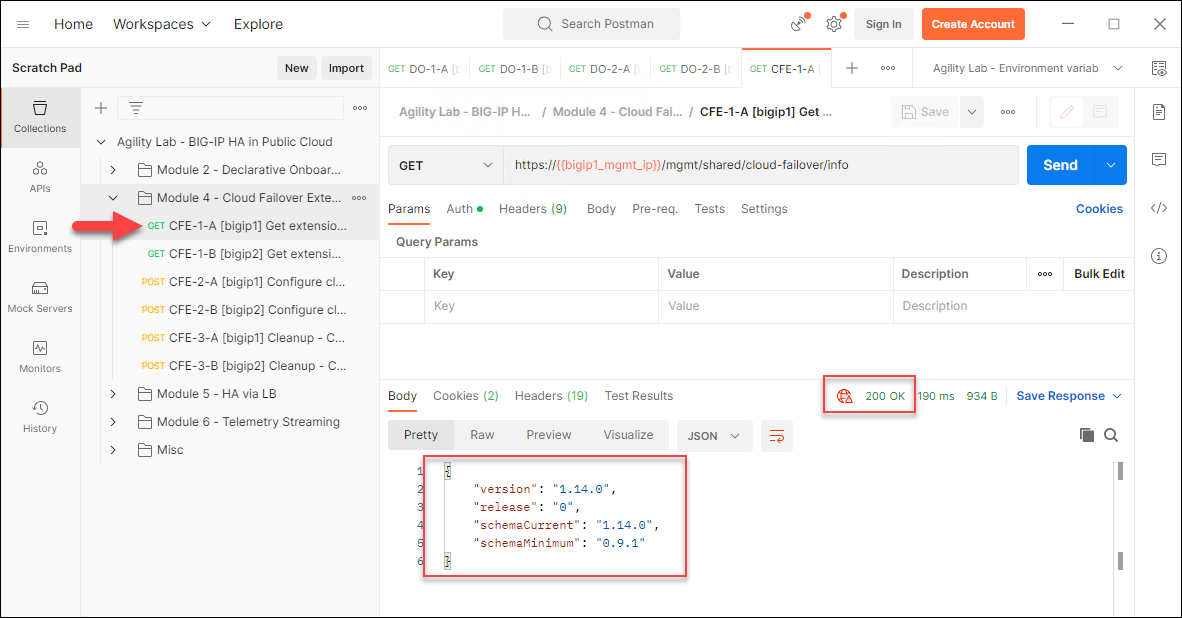 Home Workspaces Explore Search Postman Sign In Create Account
Scratch Pad New Import GET DO-1-A GET DO-1-B GET DO-2-A GET DO-2-B GET CFE-1-A Agility Lab - Environment variab
Collections
APIs
Environments
Mock Servers
Monitors
History
Agility Lab - BIG-IP HA in Public Cloud
Module 2 - Declarative Onboar...
Module 4 - Cloud Failover Exte...
GET CFE-1-A [bigip1] Get extensio...
GET CFE-1-B [bigip2] Get extensi...
POST CFE-2-A [bigip1] Configure cl...
POST CFE-2-B [bigip2] Configure cl...
POST CFE-3-A [bigip1] Cleanup - C...
POST CFE-3-B [bigip2] Cleanup - C...
Module 5 - HA via LB
Module 6 - Telemetry Streaming
Misc
Agility Lab - BIG-IP H... / Module 4 - Cloud Fai... / CFE-1-A [bigip1] Get ... Save
GET https://{{bigip1_mgmt_ip}}/mgmt/shared/cloud-failover/info Send
Params Auth Headers (9) Body Pre-req. Tests Settings Cookies
Query Params
Key Value Description Bulk Edit
Key Value Description
Body Cookies (2) Headers (19) Test Results 200 OK 190 ms 934 B Save Response
Pretty Raw Preview Visualize JSON
1 {
2 "version": "1.14.0",
3 "release": "0",
4 "schemaCurrent": "1.14.0",
5 "schemaMinimum": "0.9.1"
6 }